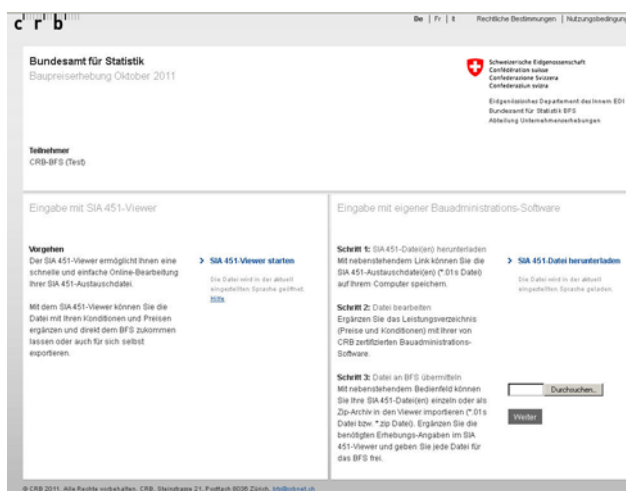 crb
De | Fr | It
Rechtliche Bestimmungen | Nutzungsbedingung
Bundesamt für Statistik
Baupreiserhebung Oktober 2011
Schweizerische Eidgenossenschaft
Confédération suisse
Confederazione Svizzera
Confederaziun svizra
Eidgenössisches Departement des Innern EDI
Bundesamt für Statistik BFS
Abteilung Unternehmenserhebungen
Teilnehmer
CRB-BFS (Test)
Eingabe mit SIA 451-Viewer
Vorgehen
Der SIA 451-Viewer ermöglicht Ihnen eine
schnelle und einfache Online-Bearbeitung
Ihrer SIA 451-Austauschdatei.
Mit dem SIA 451-Viewer können Sie die
Datei mit Ihren Konditionen und Preisen
ergänzen und direkt dem BFS zukommen
lassen oder auch für sich selbst
exportieren.
SIA 451-Viewer starten
Die Datei wird in der aktuell
eingestellten Sprache geöffnet.
Hilfe
Eingabe mit eigener Bauadministrations-Software
Schritt 1: SIA 451-Datei(en) herunterladen
Mit nebenstehendem Link können Sie die
SIA 451-Austauschdatei(en) (*.01s Datei)
auf Ihrem Computer speichern.
SIA 451-Datei herunterladen
Die Datei wird in der aktuell
eingestellten Sprache geladen.
Schritt 2: Datei bearbeiten
Ergänzen Sie das Leistungsverzeichnis
(Preise und Konditionen) mit Ihrer von
CRB zertifizierten Bauadministrations-
Software.
Schritt 3: Datei an BFS übermitteln
Mit nebenstehendem Bedienfeld können
Sie Ihre SIA 451-Datei(en) einzeln oder als
Zip-Archiv in den Viewer importieren (*.01s
Datei bzw. *.zip Datei). Ergänzen Sie die
benötigten Erhebungs-Angaben im SIA
451-Viewer und geben Sie jede Datei für
das BFS frei.
Durchsuchen...
Weiter
© CRB 2011. Alle Rechte vorbehalten. CRB, Steinstrasse 21, Postfach 8036 Zürich, info@crbnet.ch